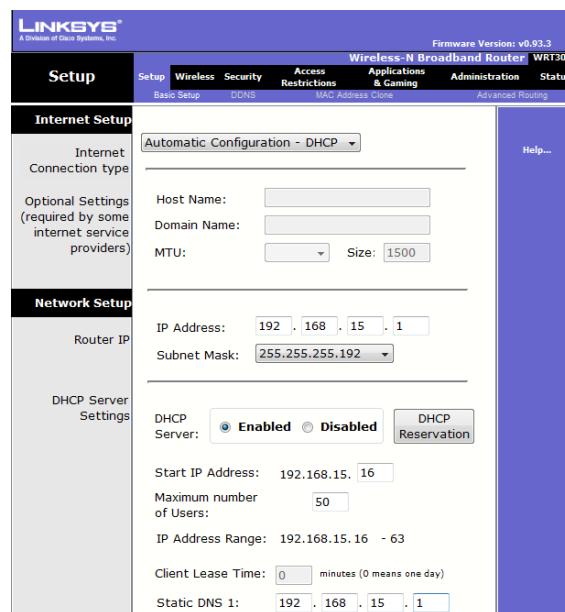 LINKSYS®
A Division of Cisco Systems, Inc.
Firmware Version: v0.93.3
Wireless-N Broadband Router WRT30
Setup
Setup Wireless Security Access Restrictions Applications & Gaming Administration Statu
Basic Setup DDNS MAC Address Clone Advanced Routing
Internet Setup
Internet
Connection type
Automatic Configuration - DHCP
Help...
Optional Settings
(required by some
internet service
providers)
Host Name:
Domain Name:
MTU: Size: 1500
Network Setup
Router IP
IP Address: 192 . 168 . 15 . 1
Subnet Mask: 255.255.255.192
DHCP Server
Settings
DHCP
Server: Enabled Disabled
DHCP
Reservation
Start IP Address: 192.168.15. 16
Maximum number
of Users: 50
IP Address Range: 192.168.15.16 - 63
Client Lease Time: 0 minutes (0 means one day)
Static DNS 1: 192 . 168 . 15 . 1